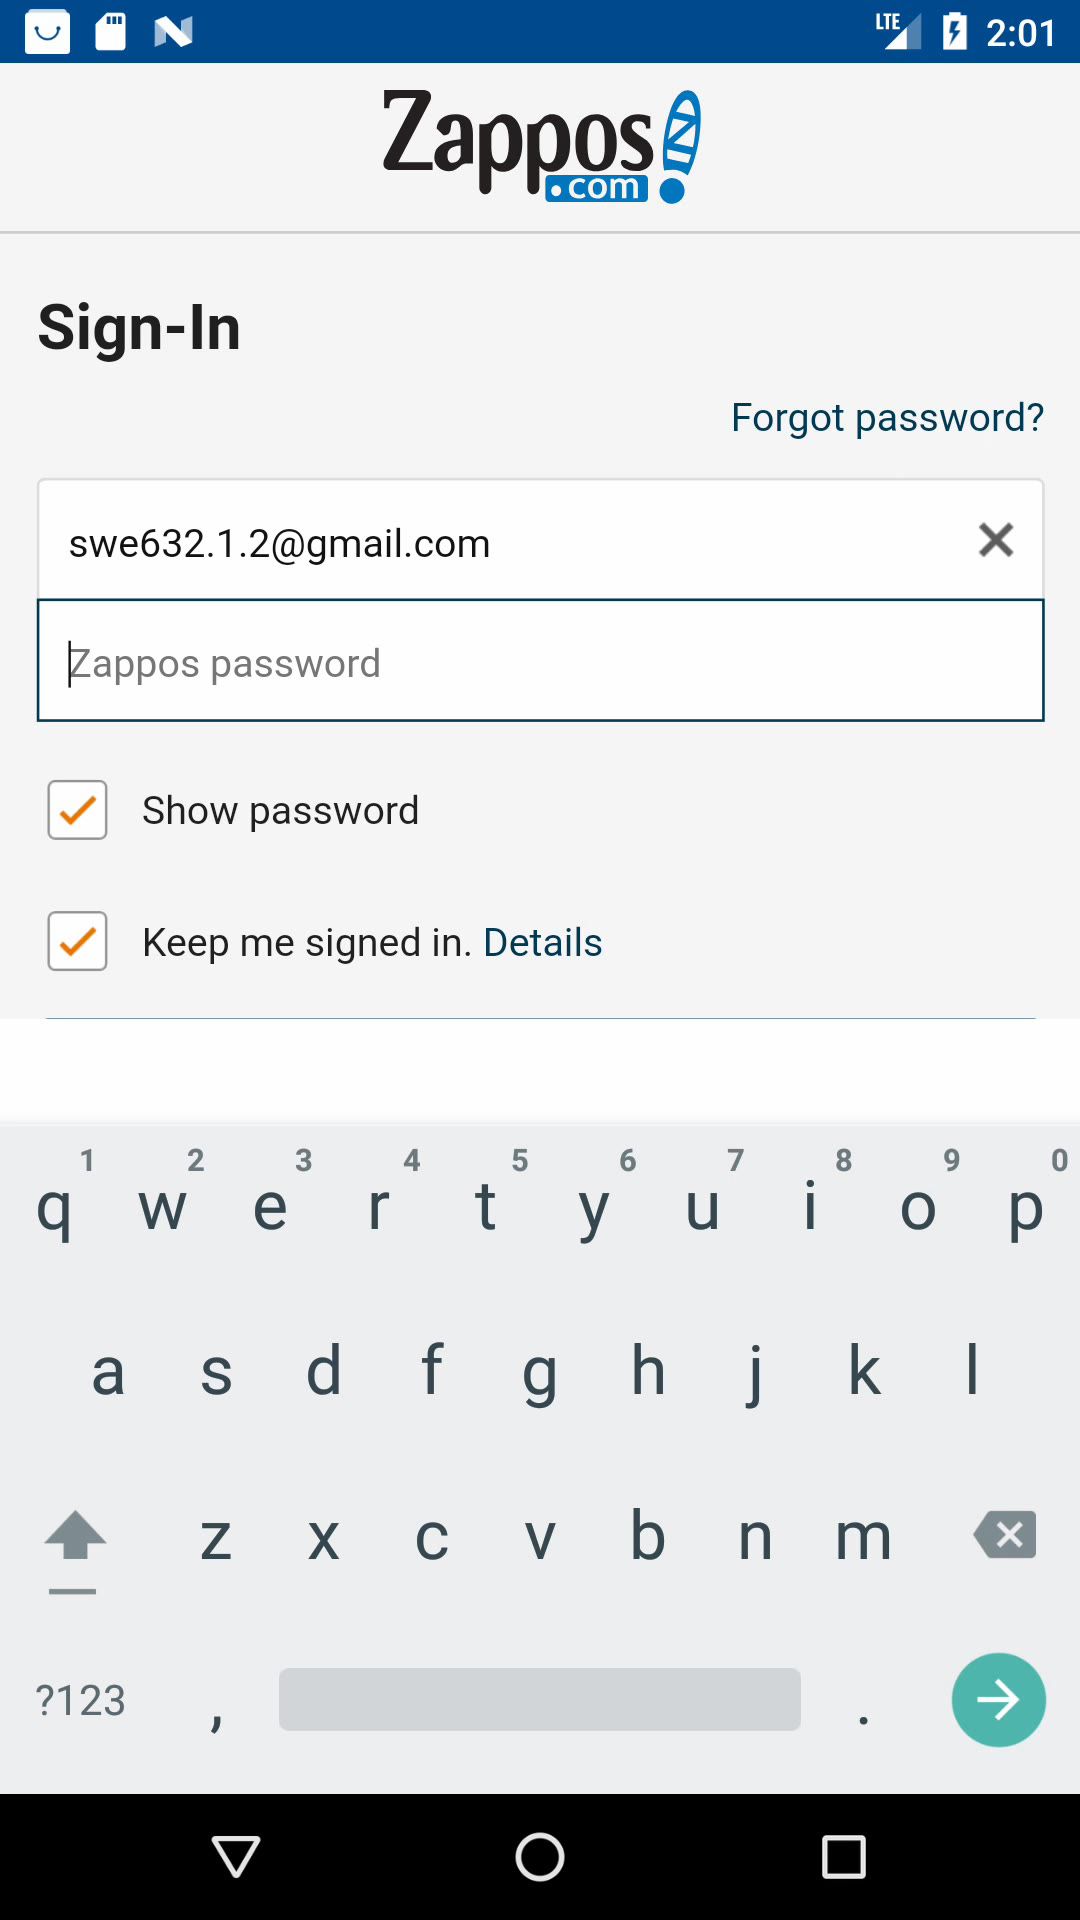 LTE 2:01
Zappos
.com
Sign-In
Forgot password?
swe632.1.2@gmail.com
Zappos password
Show password
Keep me signed in. Details
1 2 3 4 5 6 7 8 9 0
q w e r t y u i o p
a s d f g h j k l
z x c v b n m
?123 , .